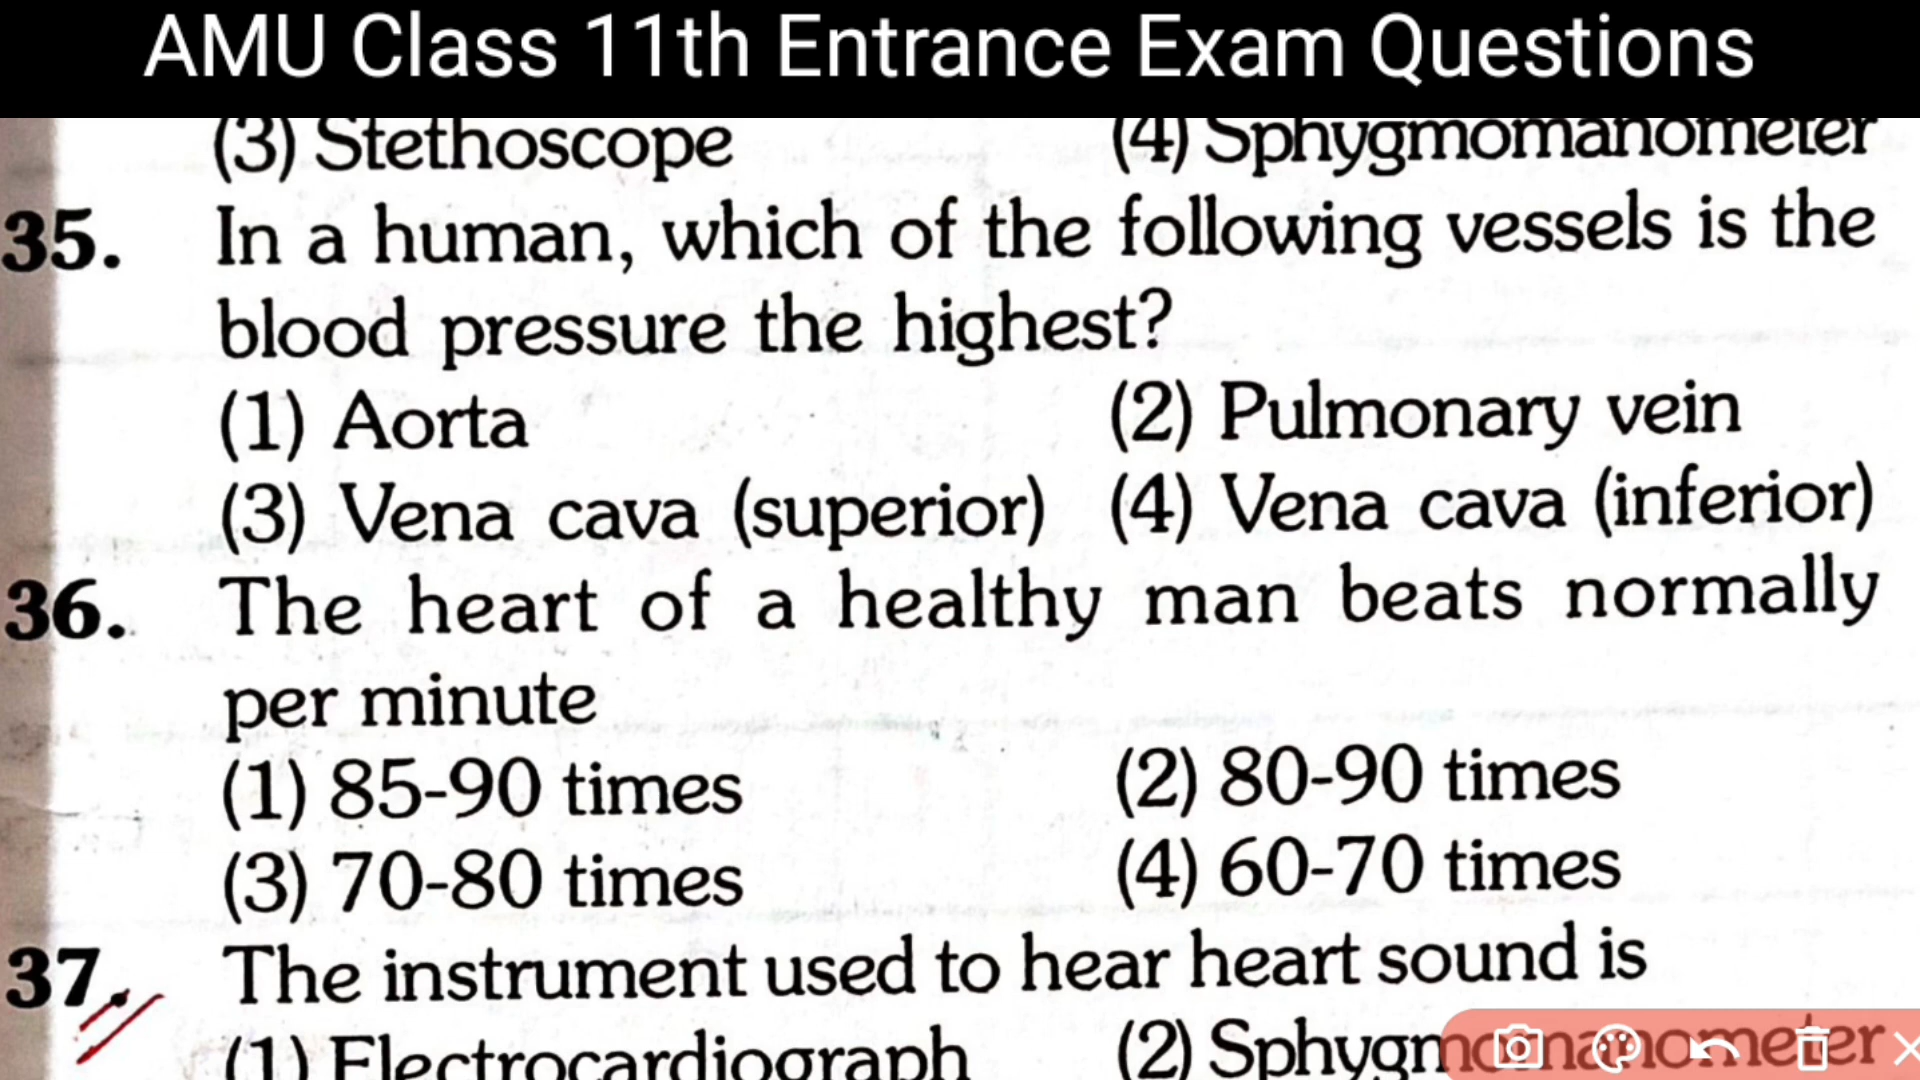 AMU Class 11th Entrance Exam Questions
(3) Stethoscope (4) Sphygmomanometer
35. In a human, which of the following vessels is the
blood pressure the highest?
(1) Aorta (2) Pulmonary vein
(3) Vena cava (superior) (4) Vena cava (inferior)
36. The heart of a healthy man beats normally
per minute
(1) 85-90 times (2) 80-90 times
(3) 70-80 times (4) 60-70 times
37. The instrument used to hear heart sound is
(1) Electrocardiograph (2) Sphygmomanometer